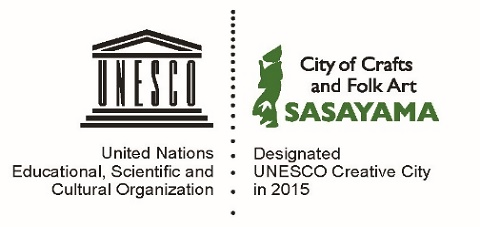 UNESCO
United Nations
Educational, Scientific and
Cultural Organization
City of Crafts
and Folk Art
SASAYAMA
Designated
UNESCO Creative City
in 2015